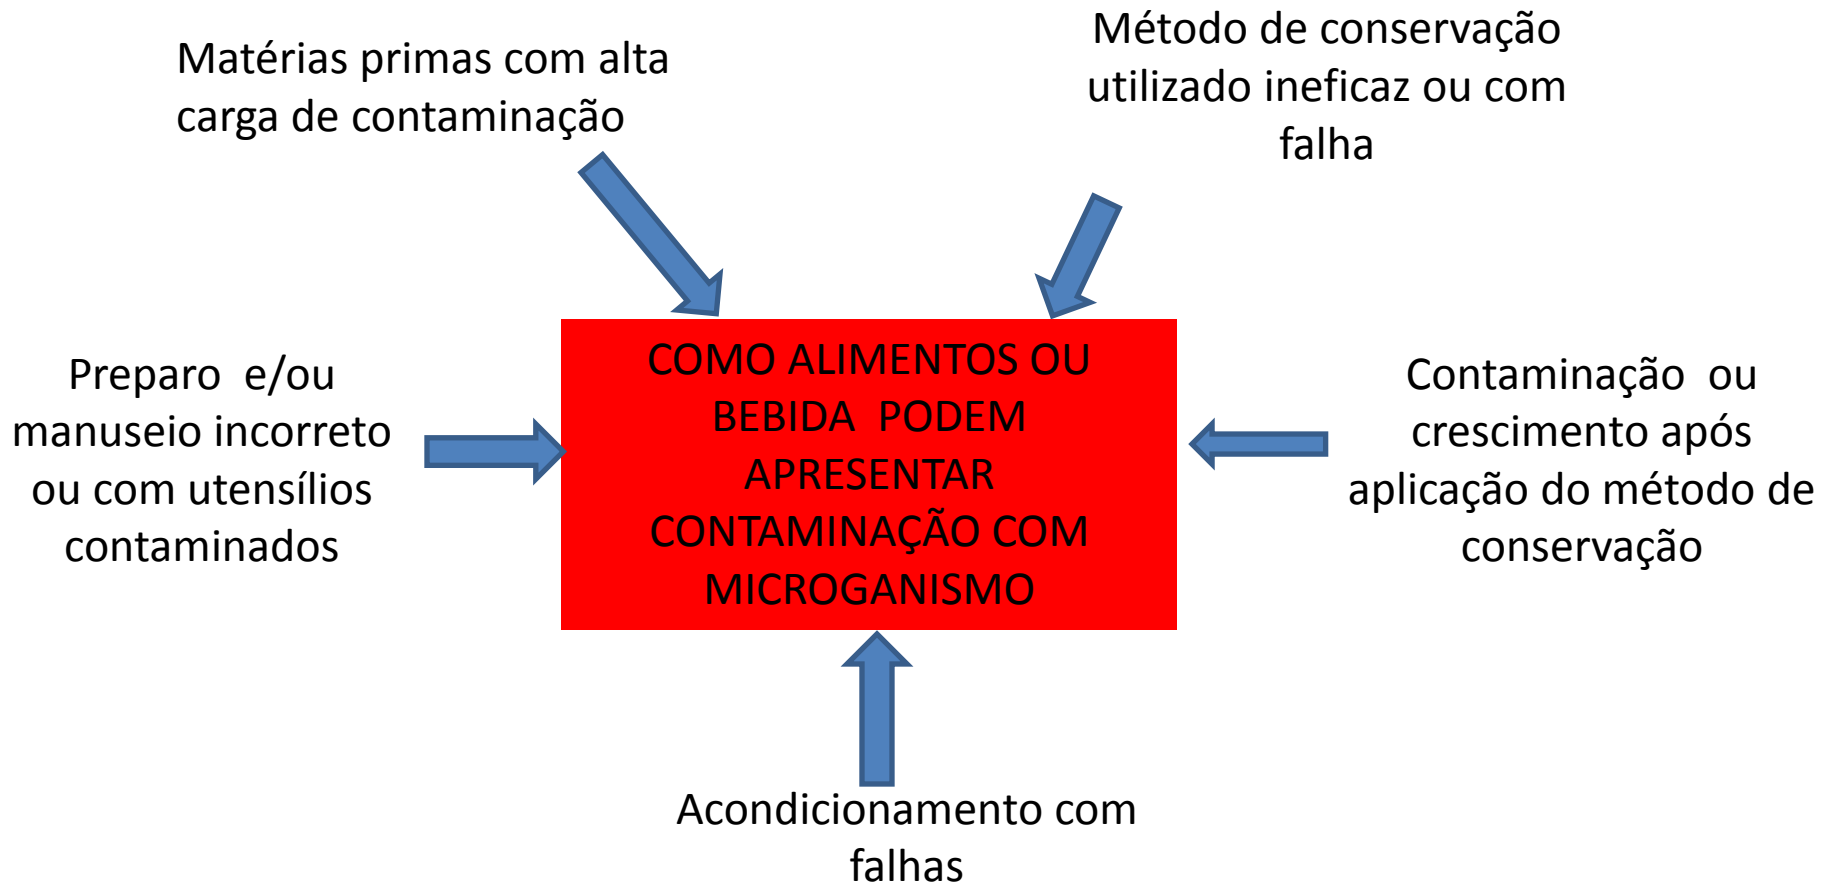 Matérias primas com alta
carga de contaminação
Método de conservação
utilizado ineficaz ou com
falha
Preparo e/ou
manuseio incorreto
ou com utensílios
contaminados
COMO ALIMENTOS OU
BEBIDA PODEM
APRESENTAR
CONTAMINAÇÃO COM
MICROGANISMO
Contaminação ou
crescimento após
aplicação do método de
conservação
Acondicionamento com
falhas